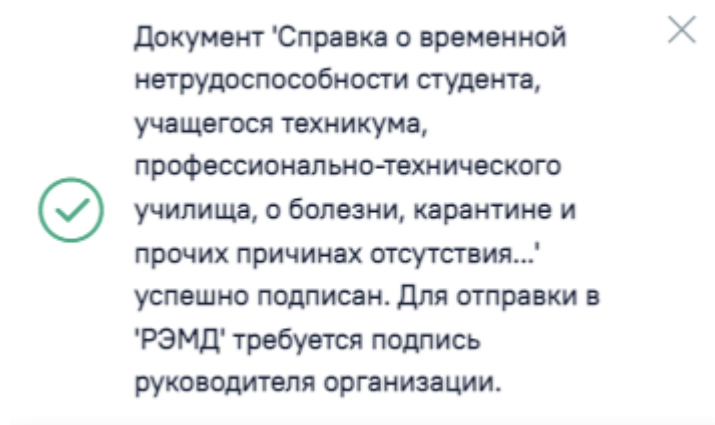 Документ 'Справка о временной
нетрудоспособности студента,
учащегося техникума,
профессионально-технического
училища, о болезни, карантине и
прочих причинах отсутствия...'
успешно подписан. Для отправки в
'РЭМД' требуется подпись
руководителя организации.